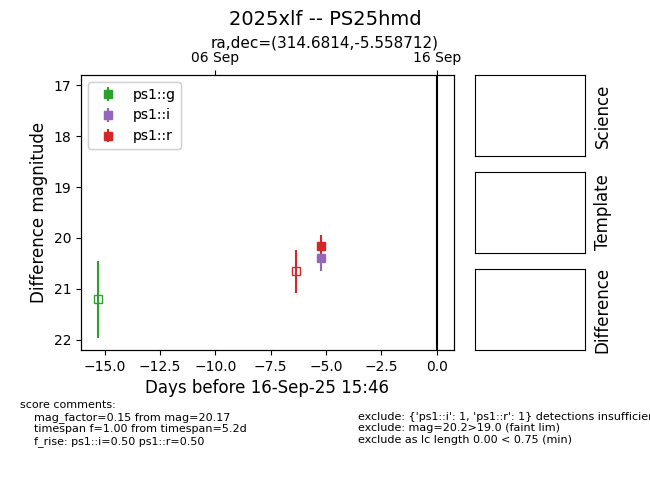 2025xlf -- PS25hmd
ra,dec=(314.6814,-5.558712)
06 Sep
16 Sep
17
18
19
20
21
22
Difference magnitude
ps1::g
ps1::i
ps1::r
−15.0
−12.5
−10.0
−7.5
−5.0
−2.5
0.0
Days before 16-Sep-25 15:46
Science
Template
Difference
score comments:
mag_factor=0.15 from mag=20.17
timespan f=1.00 from timespan=5.2d
f_rise: ps1::i=0.50 ps1::r=0.50
exclude: {'ps1::i': 1, 'ps1::r': 1} detections insufficie
exclude: mag=20.2>19.0 (faint lim)
exclude as lc length 0.00 < 0.75 (min)